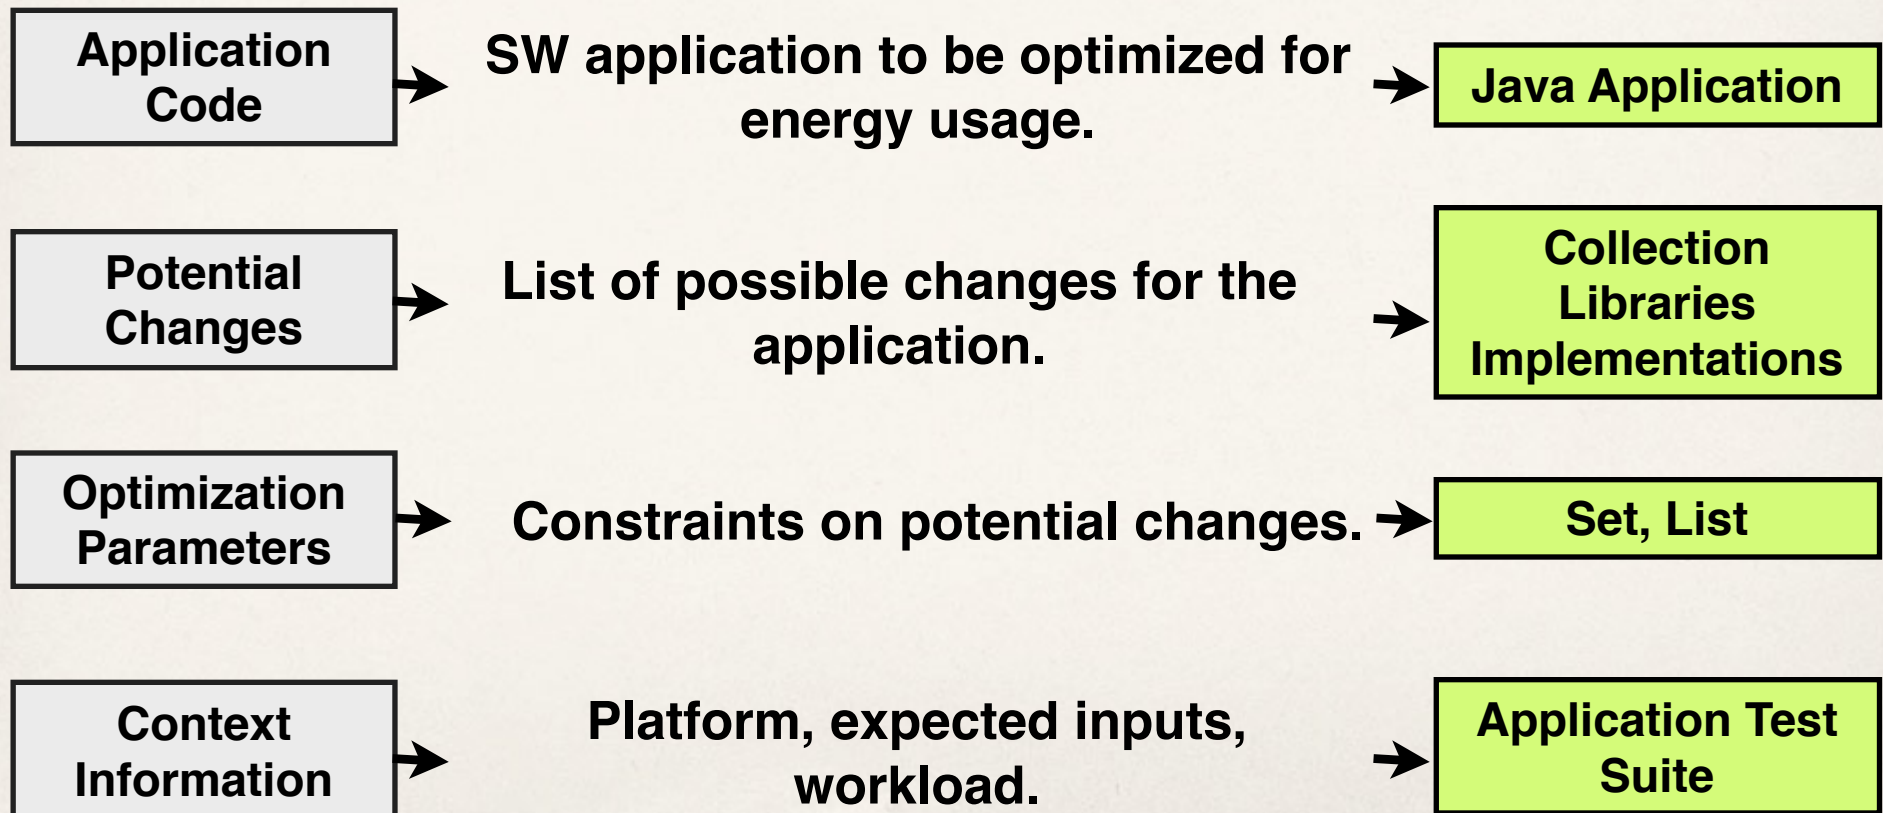 Application
Code
SW application to be optimized for
energy usage.
Java Application
Potential
Changes
List of possible changes for the
application.
Collection
Libraries
Implementations
Optimization
Parameters
Constraints on potential changes.
Set, List
Context
Information
Platform, expected inputs,
workload.
Application Test
Suite